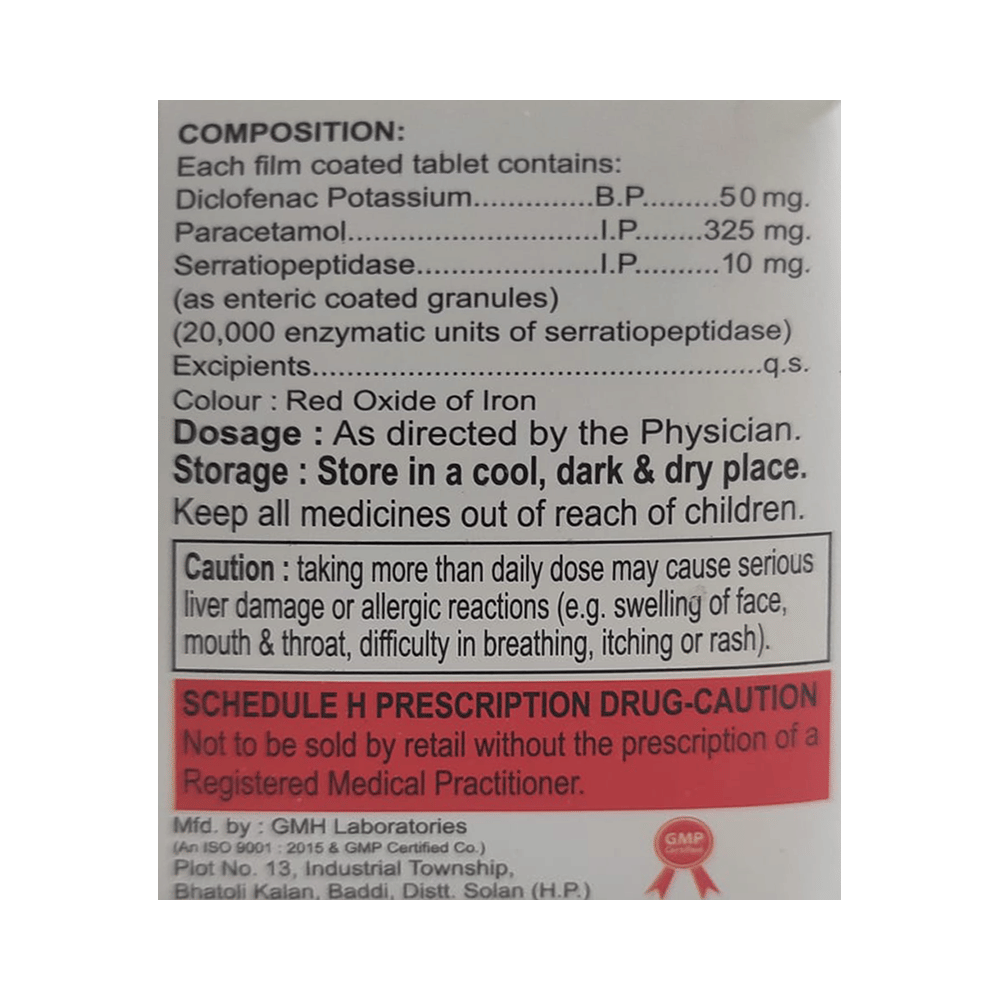 COMPOSITION:
Each film coated tablet contains:
Diclofenac Potassium..............B.P.........50 mg.
Paracetamol..............................I.P........325 mg.
Serratiopeptidase......................I.P..........10 mg.
(as enteric coated granules)
(20,000 enzymatic units of serratiopeptidase)
Excipients......................................................q.s.
Colour : Red Oxide of Iron
Dosage : As directed by the Physician.
Storage : Store in a cool, dark & dry place.
Keep all medicines out of reach of children.
Caution : taking more than daily dose may cause serious
liver damage or allergic reactions (e.g. swelling of face,
mouth & throat, difficulty in breathing, itching or rash).
SCHEDULE H PRESCRIPTION DRUG-CAUTION
Not to be sold by retail without the prescription of a
Registered Medical Practitioner.
Mfd. by : GMH Laboratories
(An ISO 9001 : 2015 & GMP Certified Co.)
Plot No. 13, Industrial Township,
Bhatoli Kalan, Baddi, Distt. Solan (H.P.)
GMP
Certified